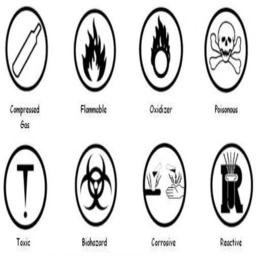 Compressed Gas
Flammable
Oxidizer
Poisonous
T
Toxic
Biohazard
Corrosive
R
Reactive